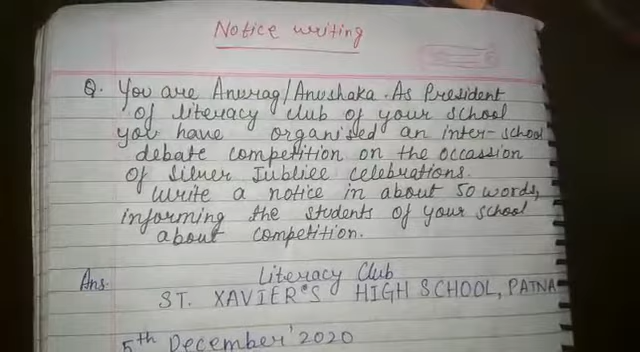 Notice writing
Q. You are Anurag/Anushaka. As President
of literacy club of your school
you have organised an inter-school
debate competition on the occassion
of Silver Jubliee celebrations.
Write a notice in about 50 words,
informing the students of your school
about competition.
Ans. Literacy Club
ST. XAVIER'S HIGH SCHOOL, PATNA
5th December'2020